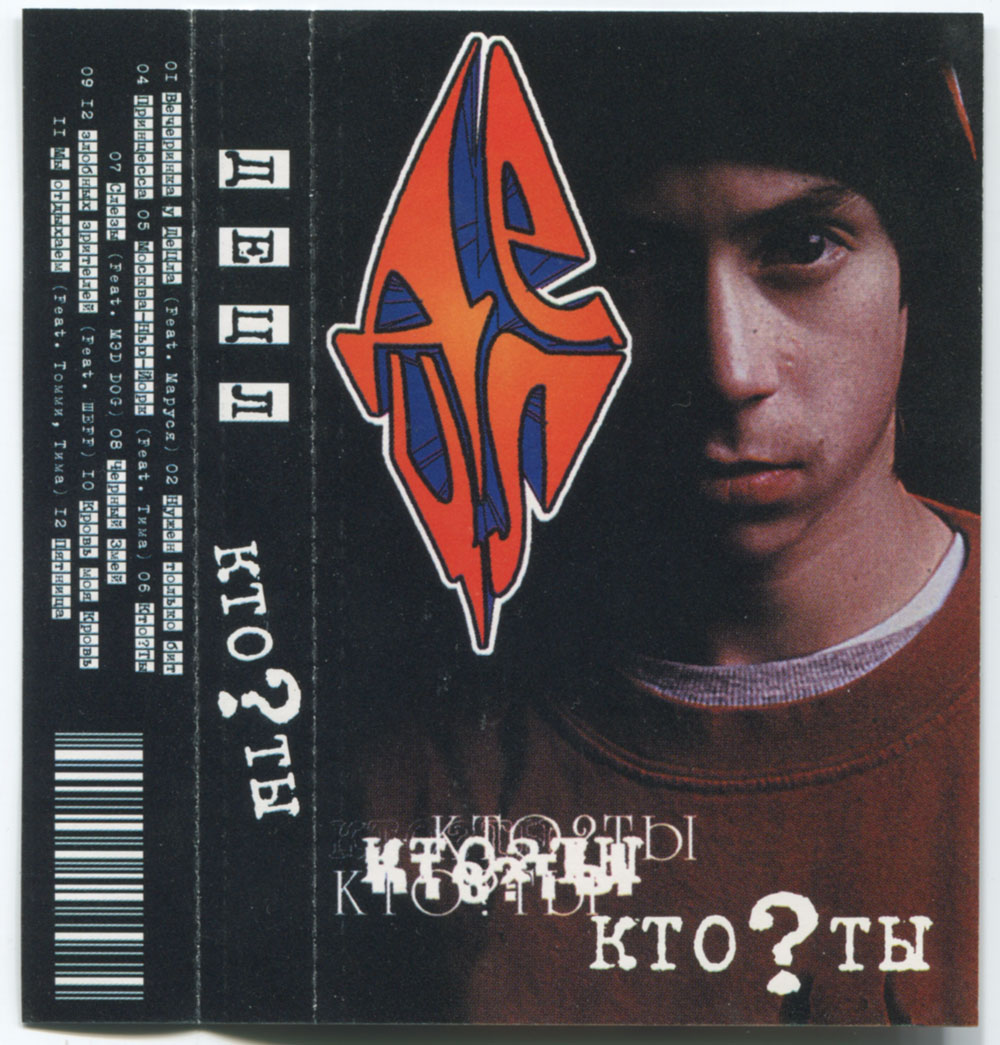 01 Вечеринка у Децла (Feat. Маруся) 02 Нужен только бит
04 Принцесса 05 Москва-Нью-Йорк (Feat. Тима) 06 Кто?Ты
07 Слезы (Feat. МЭD DOG) 08 Черный Змей
09 12 злобных зрителей (Feat. ШЕFF) 10 Кровь моя Кровь
11 Мы отдыхаем (Feat. Томми, Тима) 12 Пятница
ДЕЦЛ
КТО?ТЫ
Децл
КТО?ТЫ
КТО?ТЫ
КТО?ТЫ
КТО?ТЫ